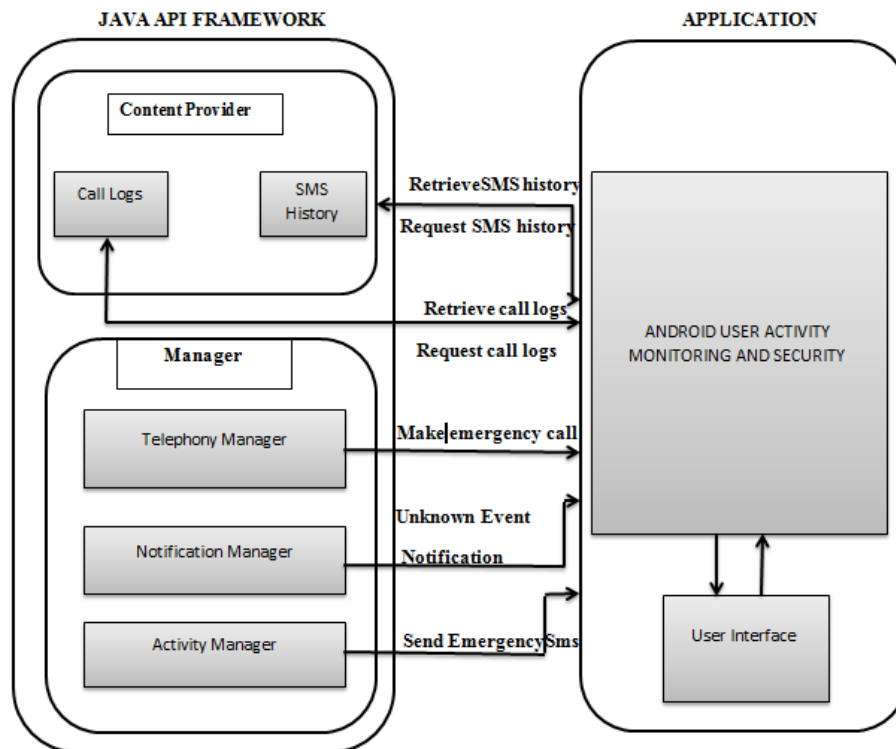 JAVA API FRAMEWORK
APPLICATION
Content Provider
Call Logs
SMS
History
RetrieveSMS history
Request SMS history
Retrieve call logs
Request call logs
Manager
Telephony Manager
Make emergency call
Unknown Event
Notification Manager
Notification
Activity Manager
Send Emergency Sms
ANDROID USER ACTIVITY
MONITORING AND SECURITY
User Interface